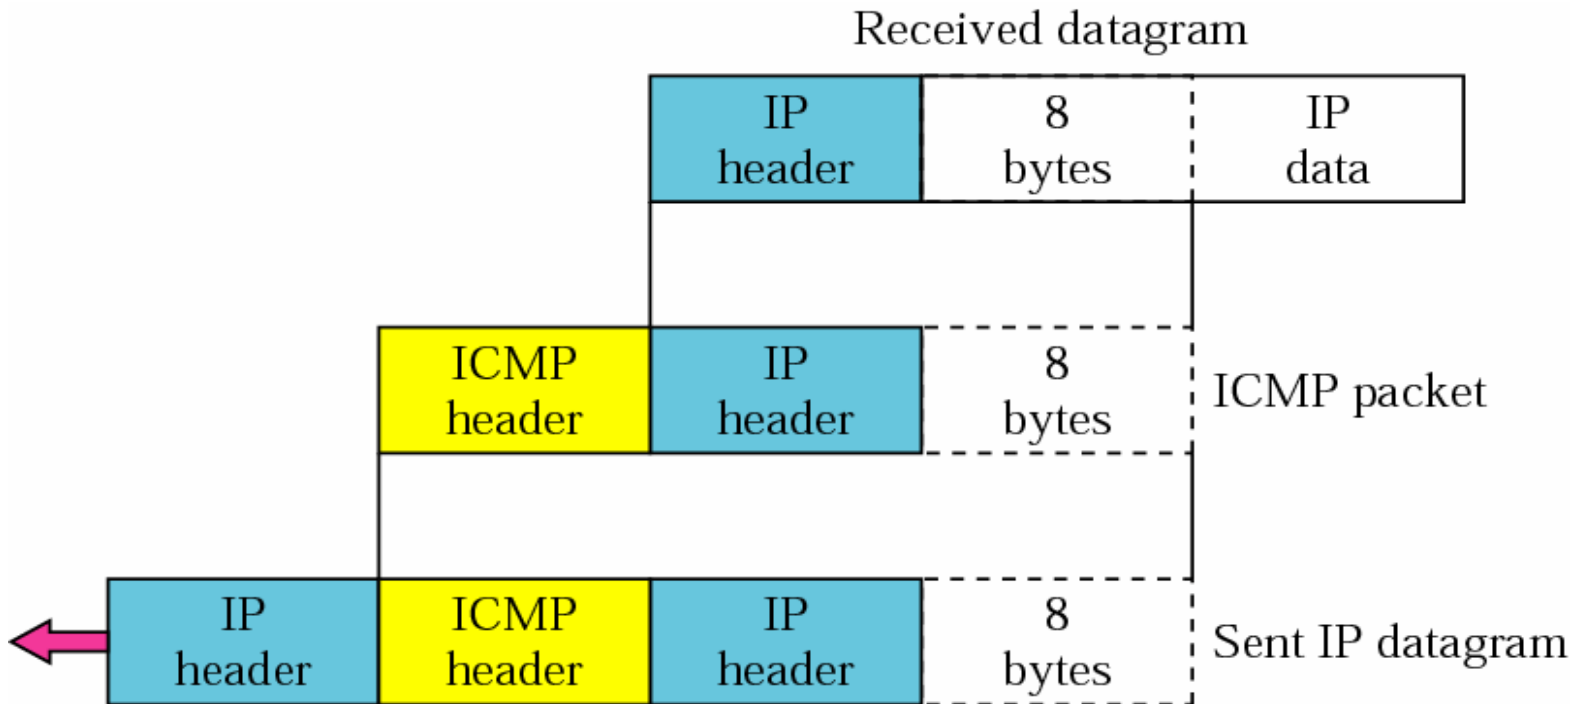 Received datagram
IP
header
8
bytes
IP
data
ICMP
header
IP
header
8
bytes
ICMP packet
IP
header
ICMP
header
IP
header
8
bytes
Sent IP datagram